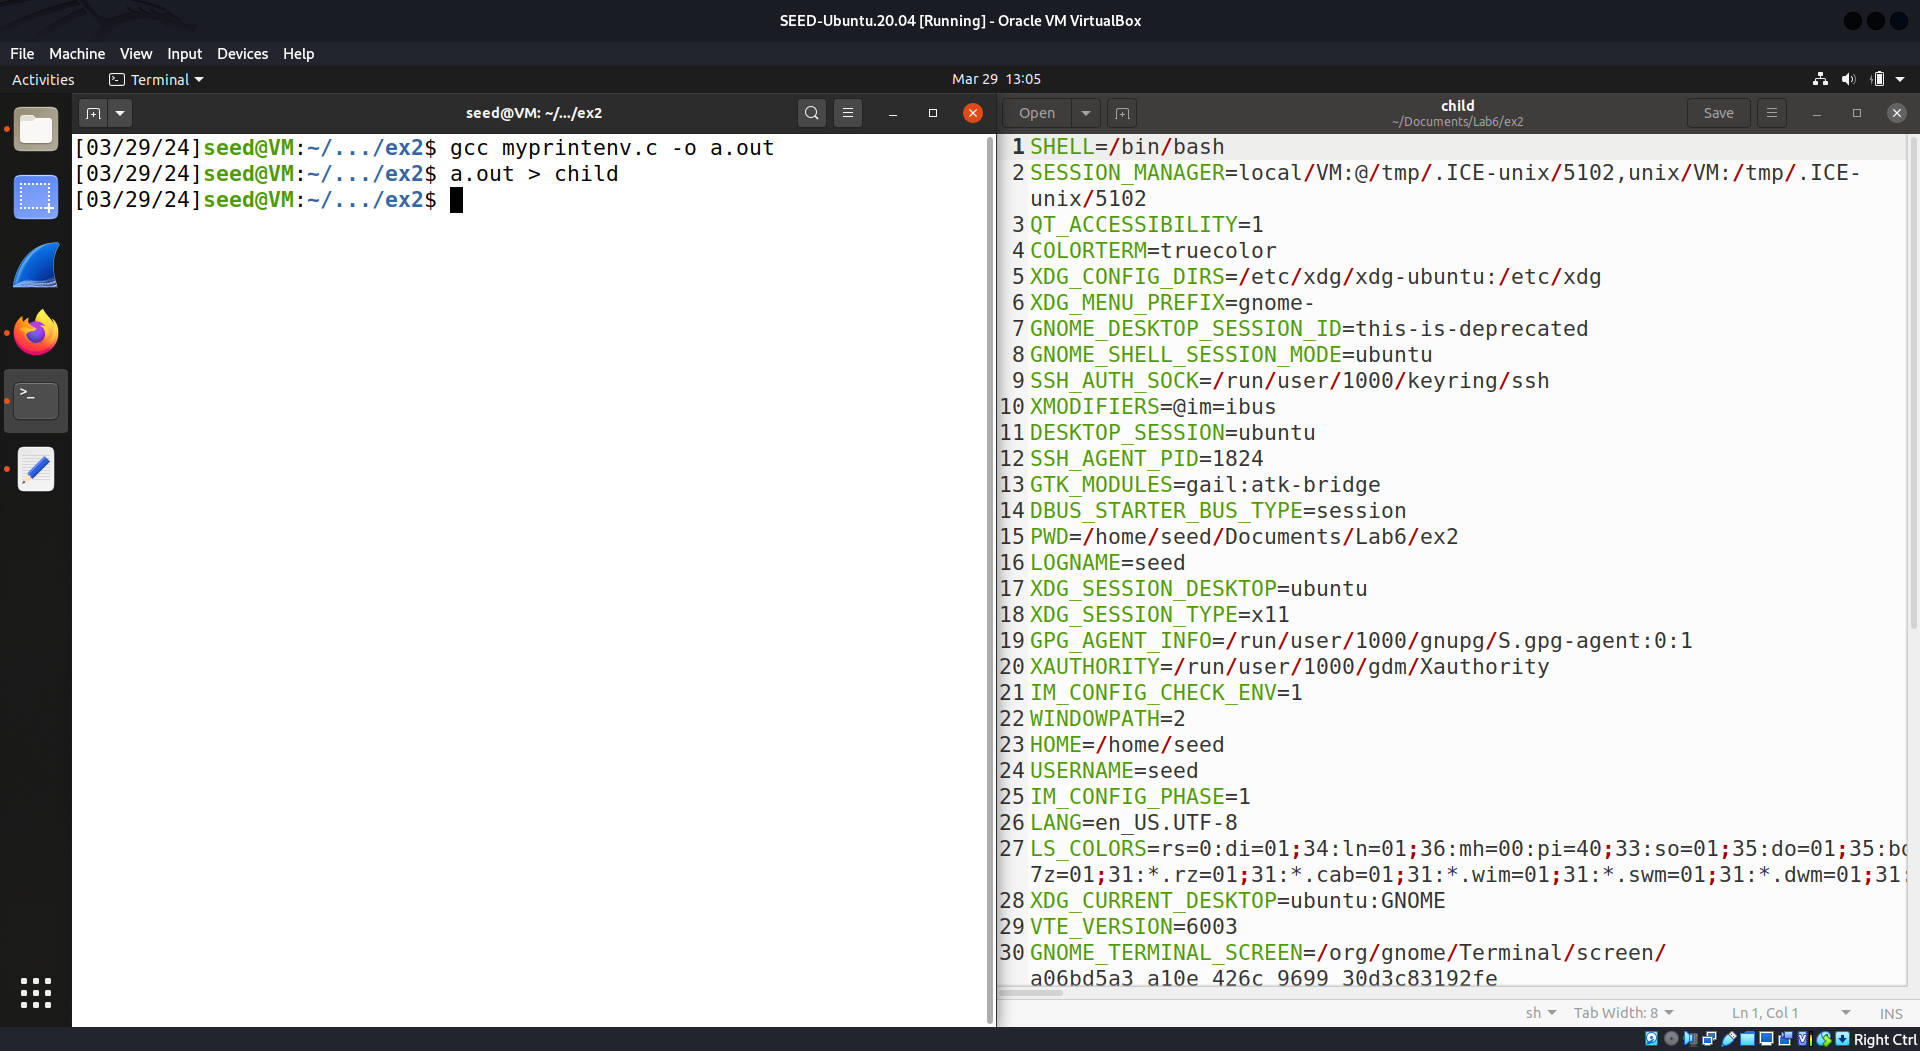 SEED-Ubuntu.20.04 [Running] - Oracle VM VirtualBox
File Machine View Input Devices Help
Activities Terminal Mar 29 13:05
seed@VM: ~/.../ex2
[03/29/24]seed@VM:~/.../ex2$ gcc myprintenv.c -o a.out
[03/29/24]seed@VM:~/.../ex2$ a.out > child
[03/29/24]seed@VM:~/.../ex2$
Open child Save
~/Documents/Lab6/ex2
1 SHELL=/bin/bash
2 SESSION_MANAGER=local/VM:@/tmp/.ICE-unix/5102,unix/VM:/tmp/.ICE-
unix/5102
3 QT_ACCESSIBILITY=1
4 COLORTERM=truecolor
5 XDG_CONFIG_DIRS=/etc/xdg/xdg-ubuntu:/etc/xdg
6 XDG_MENU_PREFIX=gnome-
7 GNOME_DESKTOP_SESSION_ID=this-is-deprecated
8 GNOME_SHELL_SESSION_MODE=ubuntu
9 SSH_AUTH_SOCK=/run/user/1000/keyring/ssh
10 XMODIFIERS=@im=ibus
11 DESKTOP_SESSION=ubuntu
12 SSH_AGENT_PID=1824
13 GTK_MODULES=gail:atk-bridge
14 DBUS_STARTER_BUS_TYPE=session
15 PWD=/home/seed/Documents/Lab6/ex2
16 LOGNAME=seed
17 XDG_SESSION_DESKTOP=ubuntu
18 XDG_SESSION_TYPE=x11
19 GPG_AGENT_INFO=/run/user/1000/gnupg/S.gpg-agent:0:1
20 XAUTHORITY=/run/user/1000/gdm/Xauthority
21 IM_CONFIG_CHECK_ENV=1
22 WINDOWPATH=2
23 HOME=/home/seed
24 USERNAME=seed
25 IM_CONFIG_PHASE=1
26 LANG=en_US.UTF-8
27 LS_COLORS=rs=0:di=01;34:ln=01;36:mh=00:pi=40;33:so=01;35:do=01;35:bd
7z=01;31:*.rz=01;31:*.cab=01;31:*.wim=01;31:*.swm=01;31:*.dwm=01;31:
28 XDG_CURRENT_DESKTOP=ubuntu:GNOME
29 VTE_VERSION=6003
30 GNOME_TERMINAL_SCREEN=/org/gnome/Terminal/screen/
a06bd5a3_a10e_426c_9699_30d3c83192fe
sh Tab Width: 8 Ln 1, Col 1 INS
Right Ctrl